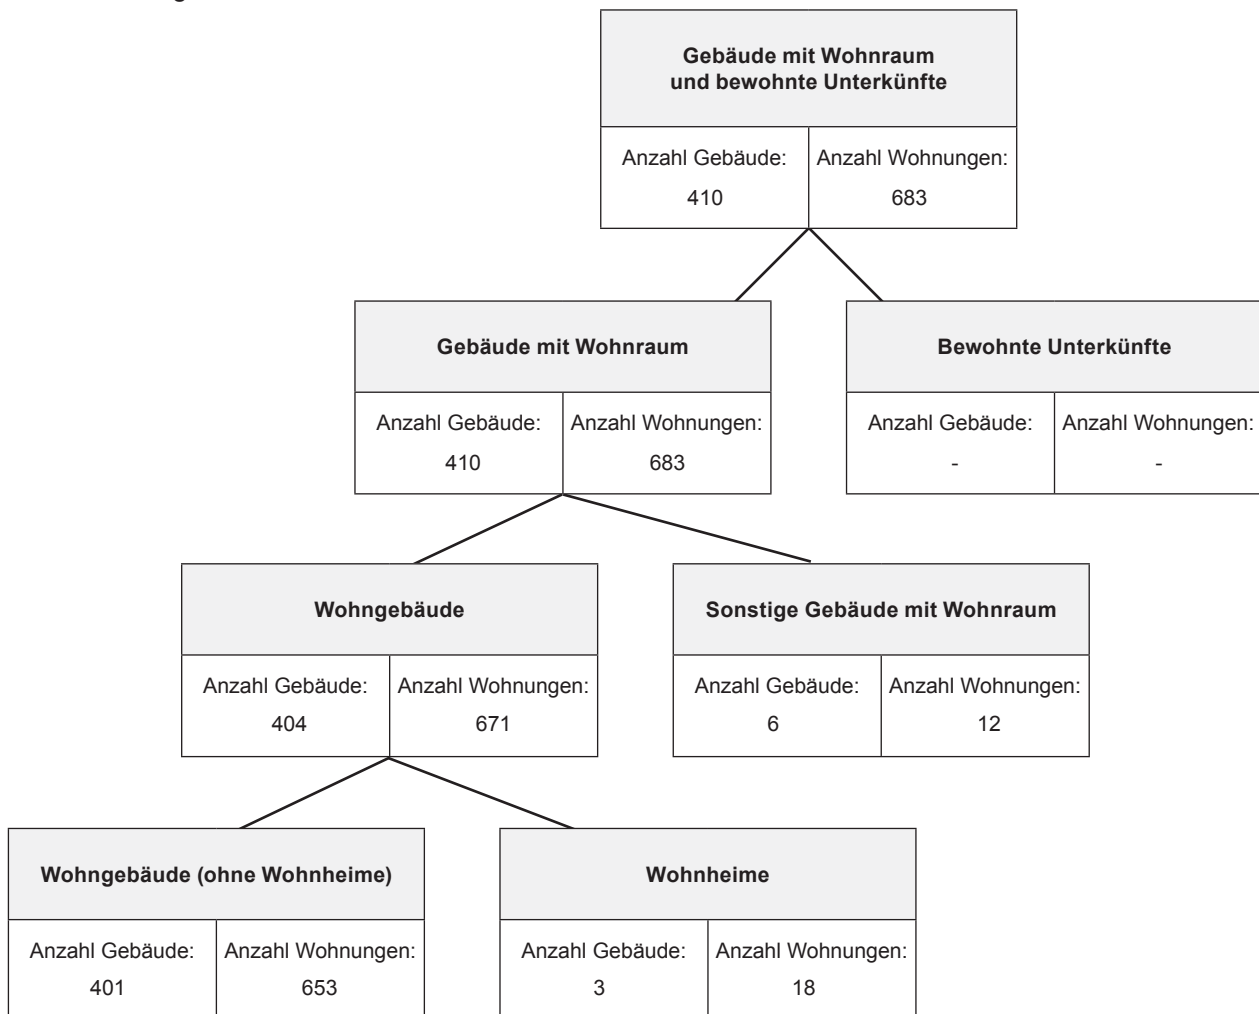 Gebäude mit Wohnraum
und bewohnte Unterkünfte
Anzahl Gebäude: Anzahl Wohnungen:
410 683
Gebäude mit Wohnraum
Anzahl Gebäude: Anzahl Wohnungen:
410 683
Bewohnte Unterkünfte
Anzahl Gebäude: Anzahl Wohnungen:
- -
Wohngebäude
Anzahl Gebäude: Anzahl Wohnungen:
404 671
Sonstige Gebäude mit Wohnraum
Anzahl Gebäude: Anzahl Wohnungen:
6 12
Wohngebäude (ohne Wohnheime)
Anzahl Gebäude: Anzahl Wohnungen:
401 653
Wohnheime
Anzahl Gebäude: Anzahl Wohnungen:
3 18